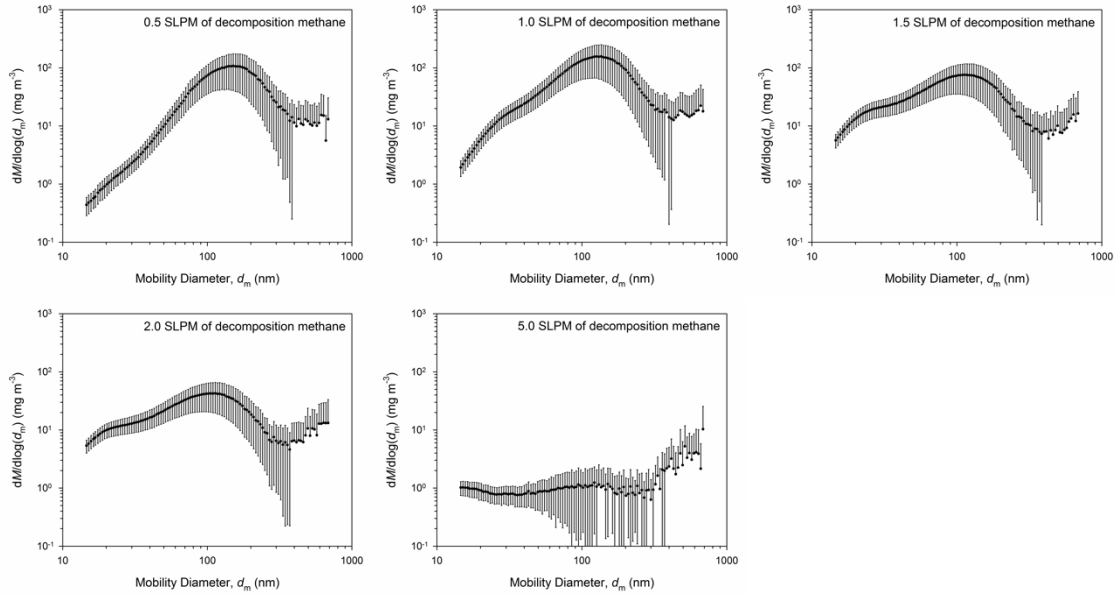 0.5 SLPM of decomposition methane
10³
10²
10¹
10⁰
10⁻¹
dM/dlog(dₘ) (mg m⁻³)
10 100 1000
Mobility Diameter, dₘ (nm)
1.0 SLPM of decomposition methane
10³
10²
10¹
10⁰
10⁻¹
dM/dlog(dₘ) (mg m⁻³)
10 100 1000
Mobility Diameter, dₘ (nm)
1.5 SLPM of decomposition methane
10³
10²
10¹
10⁰
10⁻¹
dM/dlog(dₘ) (mg m⁻³)
10 100 1000
Mobility Diameter, dₘ (nm)
2.0 SLPM of decomposition methane
10³
10²
10¹
10⁰
10⁻¹
dM/dlog(dₘ) (mg m⁻³)
10 100 1000
Mobility Diameter, dₘ (nm)
5.0 SLPM of decomposition methane
10³
10²
10¹
10⁰
10⁻¹
dM/dlog(dₘ) (mg m⁻³)
10 100 1000
Mobility Diameter, dₘ (nm)